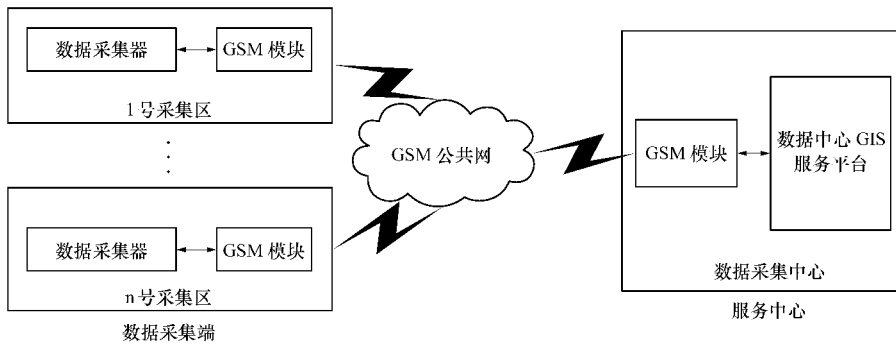 数据采集器
GSM 模块
1 号采集区
数据采集器
GSM 模块
n 号采集区
数据采集端
GSM 公共网
GSM 模块
数据中心 GIS
服务平台
数据采集中心
服务中心